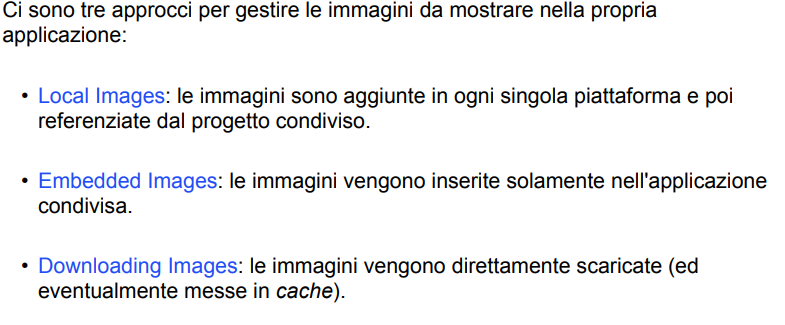 Ci sono tre approcci per gestire le immagini da mostrare nella propria
applicazione:
• Local Images: le immagini sono aggiunte in ogni singola piattaforma e poi
referenziate dal progetto condiviso.
• Embedded Images: le immagini vengono inserite solamente nell'applicazione
condivisa.
• Downloading Images: le immagini vengono direttamente scaricate (ed
eventualmente messe in cache).